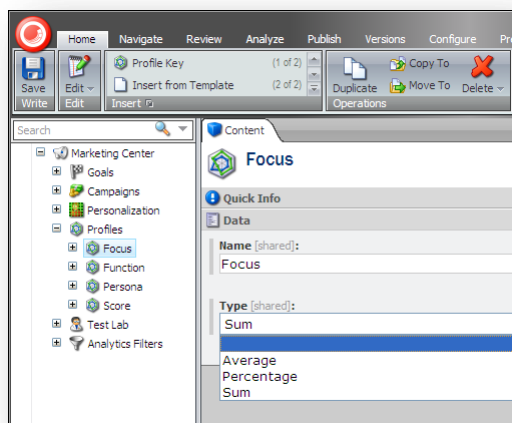 Home Navigate Review Analyze Publish Versions Configure
Profile Key (1 of 2)
Insert from Template (2 of 2)
Save Edit Duplicate Copy To Move To Delete
Write Edit Insert Operations
Search
Content
Marketing Center
Goals
Campaigns
Personalization
Profiles
Focus
Function
Persona
Score
Test Lab
Analytics Filters
Focus
Quick Info
Data
Name [shared]:
Focus
Type [shared]:
Sum
Average
Percentage
Sum